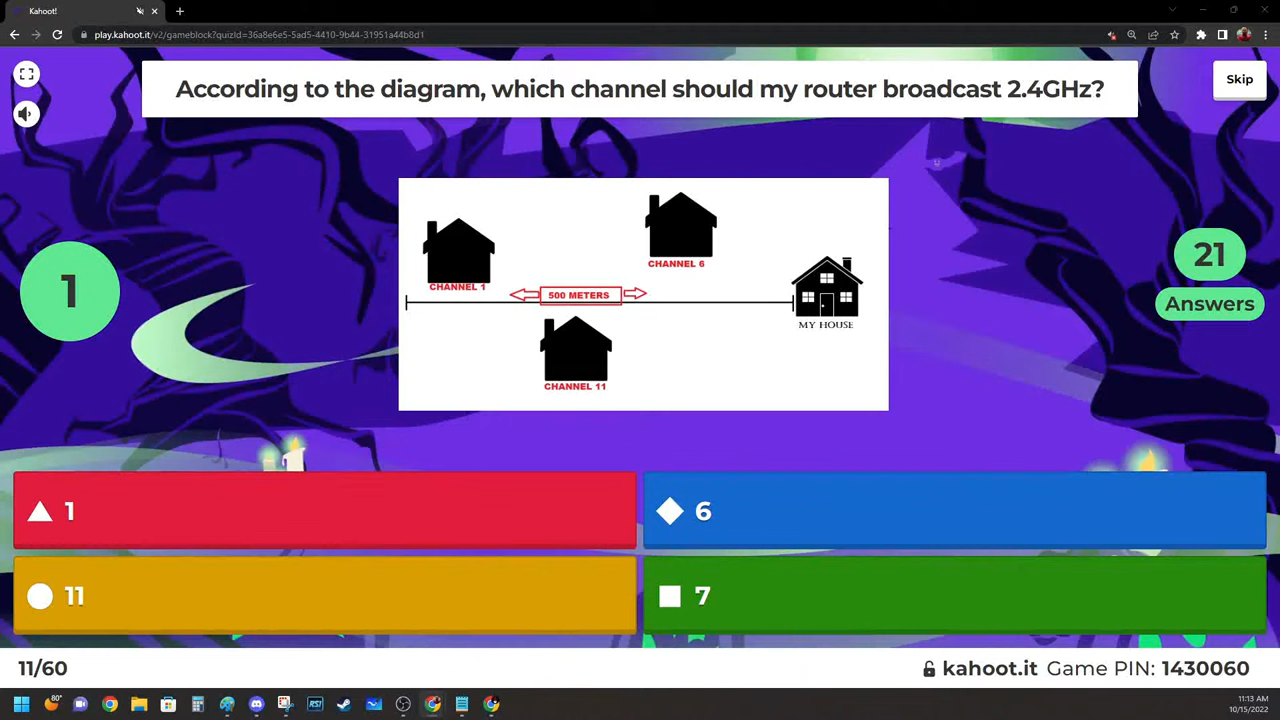 Kahoot!
play.kahoot.it/v2/gameblock?quizId=36a8e6e5-5ad5-4410-9b44-31951a44b8d1
According to the diagram, which channel should my router broadcast 2.4GHz?
Skip
1
CHANNEL 1
CHANNEL 6
500 METERS
MY HOUSE
CHANNEL 11
21
Answers
1
6
11
7
11/60
kahoot.it Game PIN: 1430060
80°
RSI
11:13 AM
10/15/2022